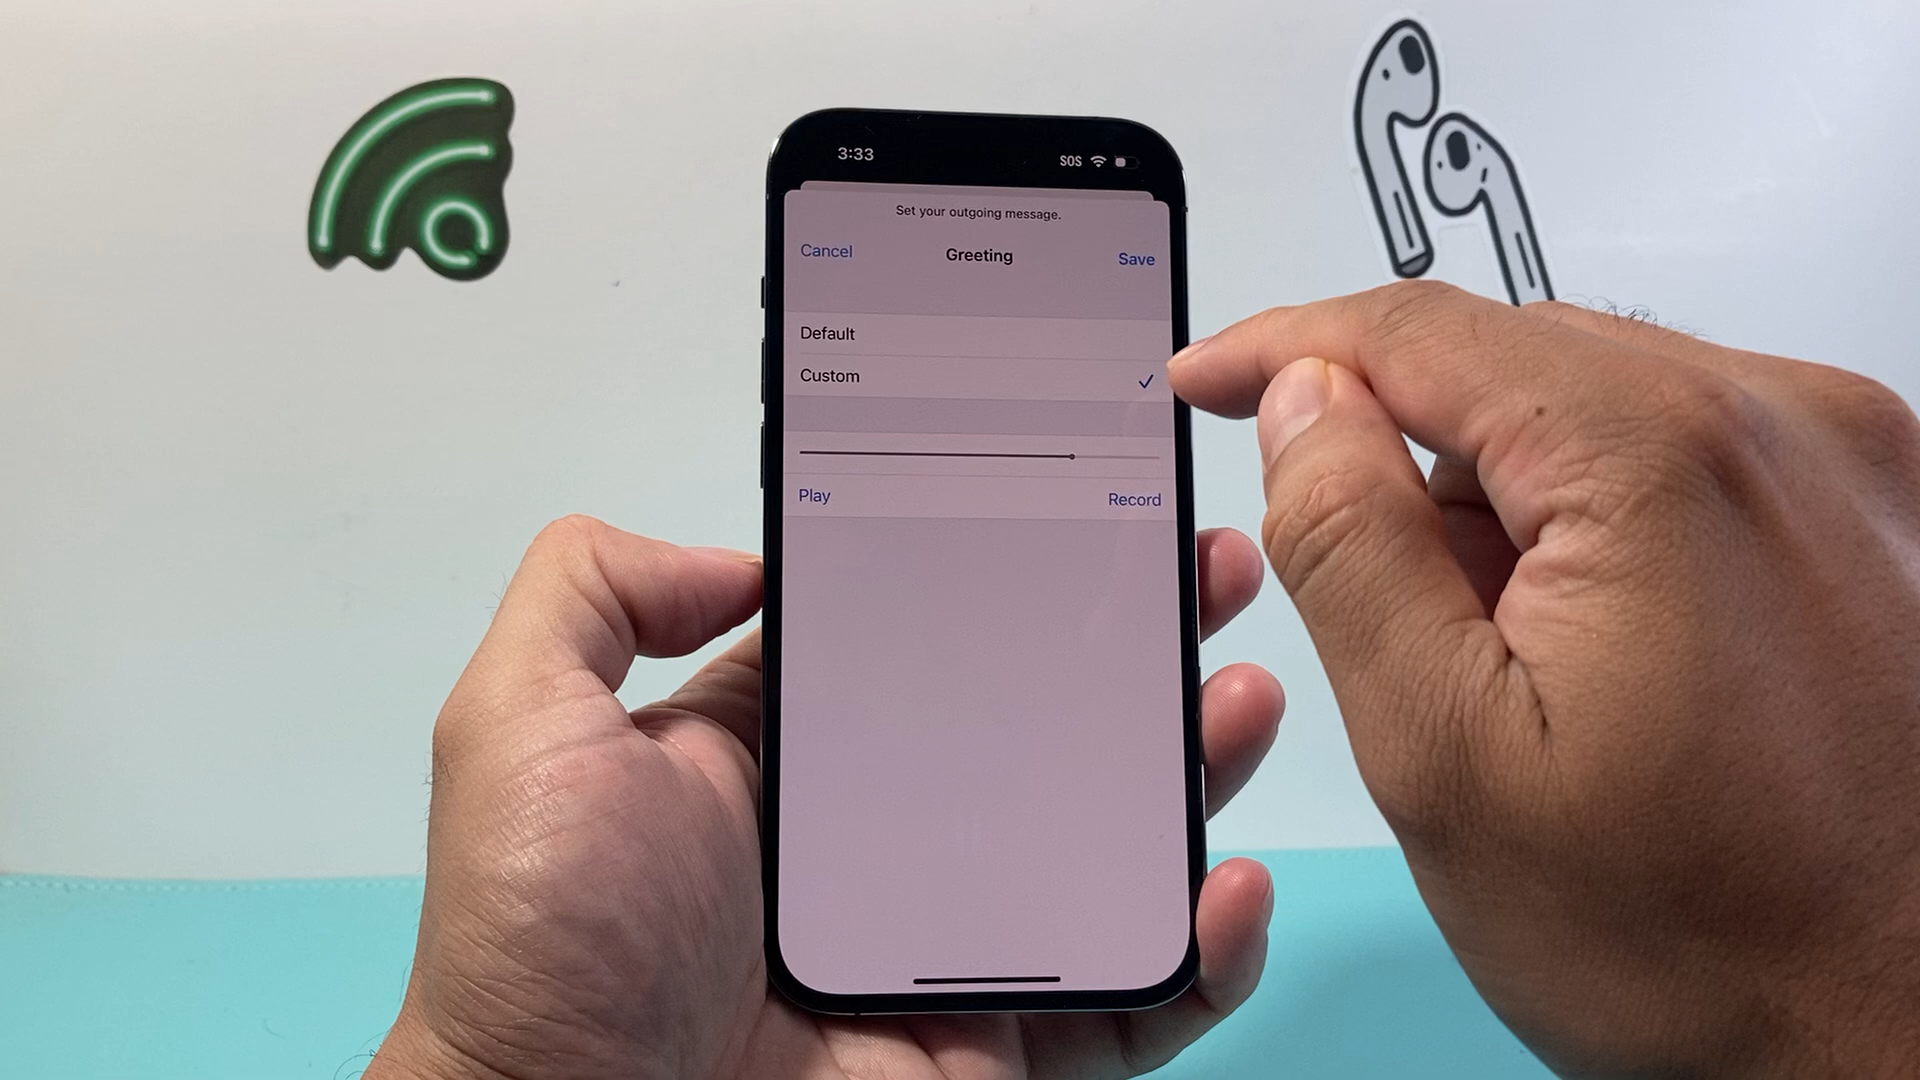 3:33
SOS
Set your outgoing message.
Cancel Greeting Save
Default
Custom
Play Record